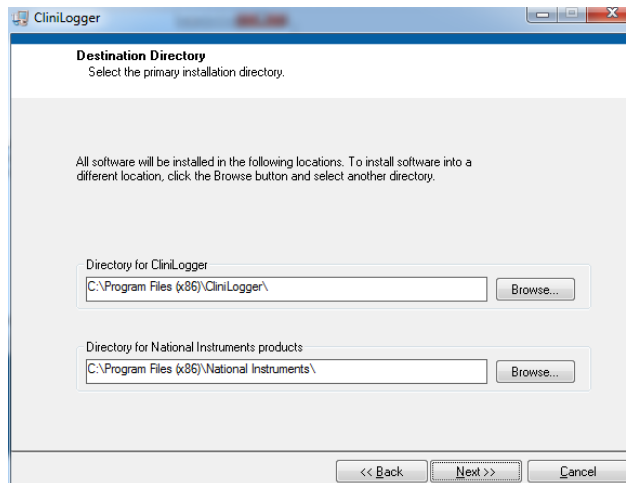 CliniLogger
Destination Directory
Select the primary installation directory.
All software will be installed in the following locations. To install software into a
different location, click the Browse button and select another directory.
Directory for CliniLogger
C:\Program Files (x86)\CliniLogger\
Browse...
Directory for National Instruments products
C:\Program Files (x86)\National Instruments\
Browse...
<< Back
Next >>
Cancel